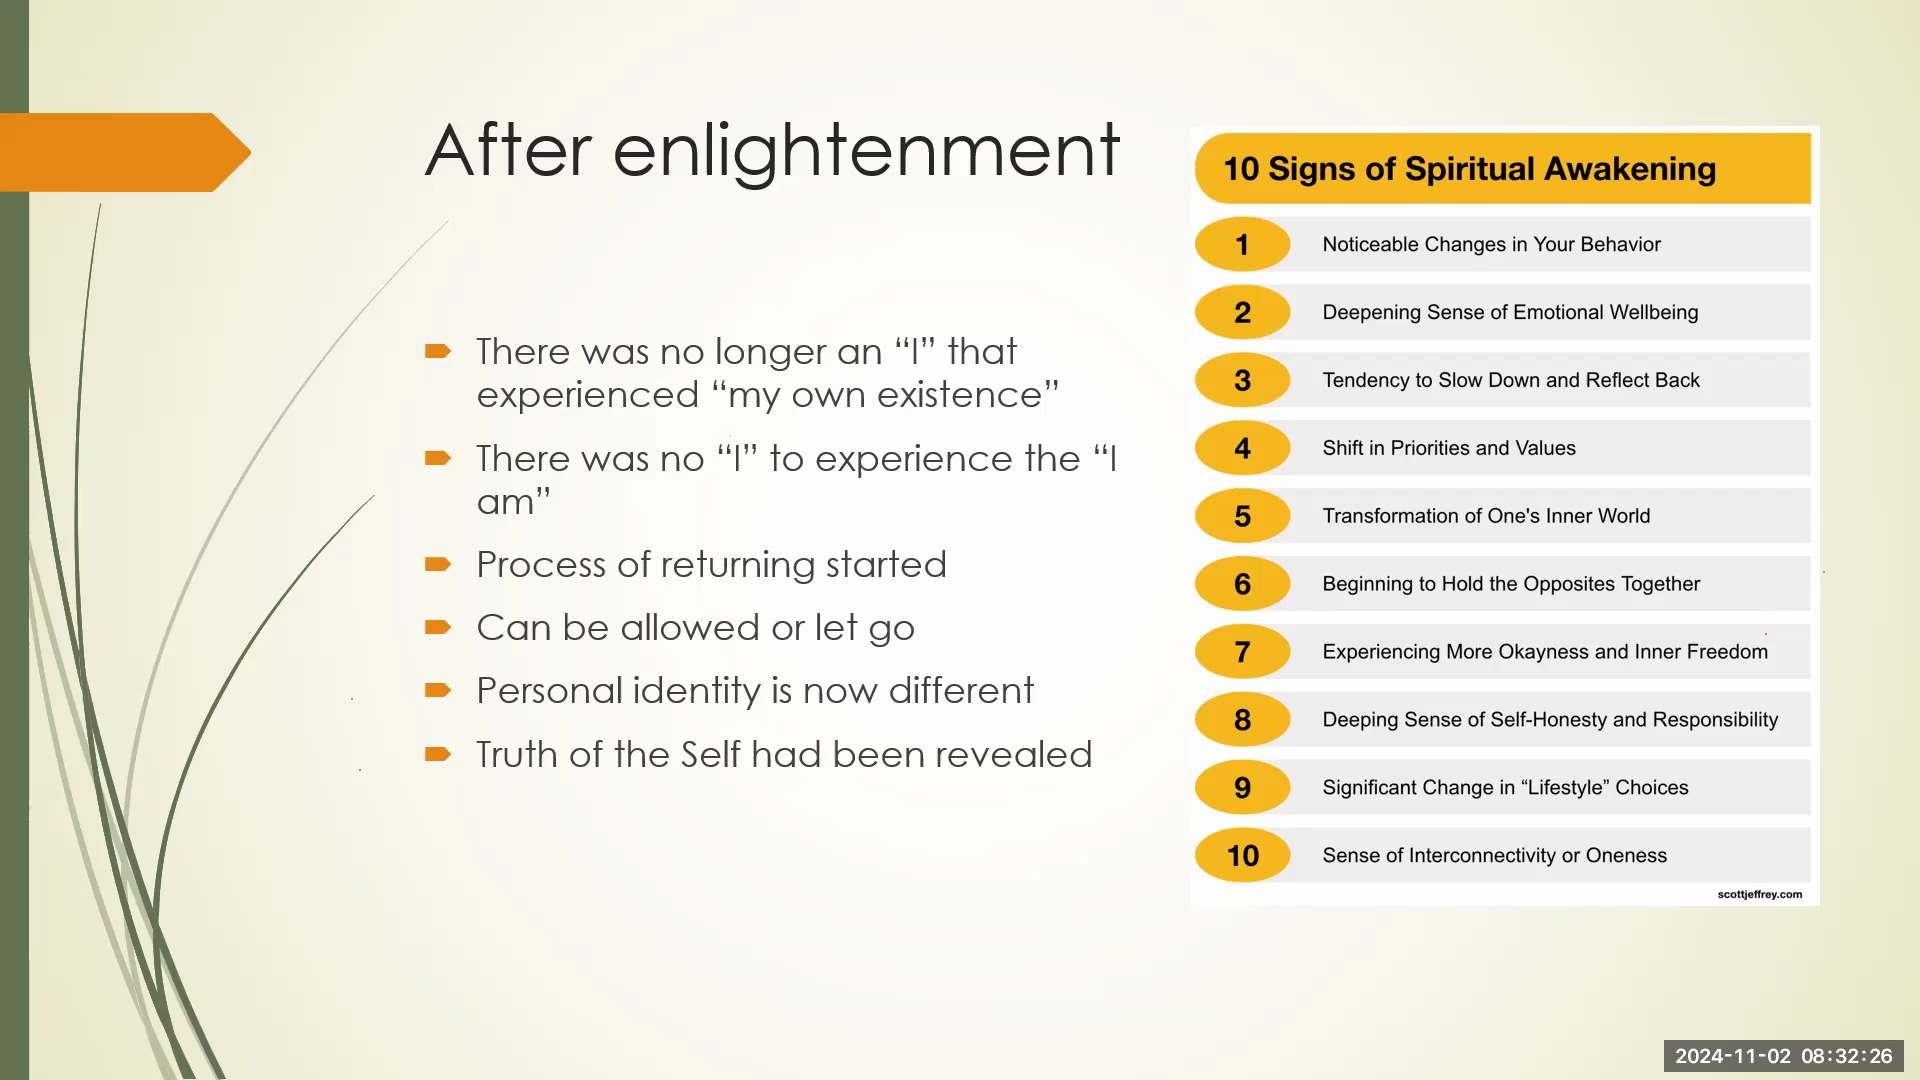 After enlightenment
There was no longer an “I” that
experienced “my own existence”
There was no “I” to experience the “I
am”
Process of returning started
Can be allowed or let go
Personal identity is now different
Truth of the Self had been revealed
10 Signs of Spiritual Awakening
1 Noticeable Changes in Your Behavior
2 Deepening Sense of Emotional Wellbeing
3 Tendency to Slow Down and Reflect Back
4 Shift in Priorities and Values
5 Transformation of One's Inner World
6 Beginning to Hold the Opposites Together
7 Experiencing More Okayness and Inner Freedom
8 Deeping Sense of Self-Honesty and Responsibility
9 Significant Change in “Lifestyle” Choices
10 Sense of Interconnectivity or Oneness
scottjeffrey.com
2024-11-02 08:32:26